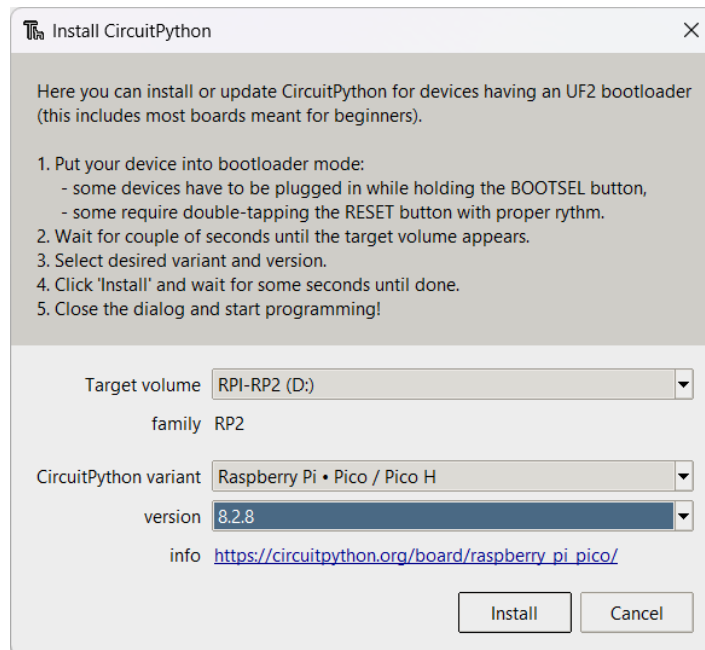 Install CircuitPython
Here you can install or update CircuitPython for devices having an UF2 bootloader
(this includes most boards meant for beginners).
1. Put your device into bootloader mode:
- some devices have to be plugged in while holding the BOOTSEL button,
- some require double-tapping the RESET button with proper rythm.
2. Wait for couple of seconds until the target volume appears.
3. Select desired variant and version.
4. Click 'Install' and wait for some seconds until done.
5. Close the dialog and start programming!
Target volume RPI-RP2 (D:)
family RP2
CircuitPython variant Raspberry Pi • Pico / Pico H
version 8.2.8
info https://circuitpython.org/board/raspberry_pi_pico/
Install Cancel